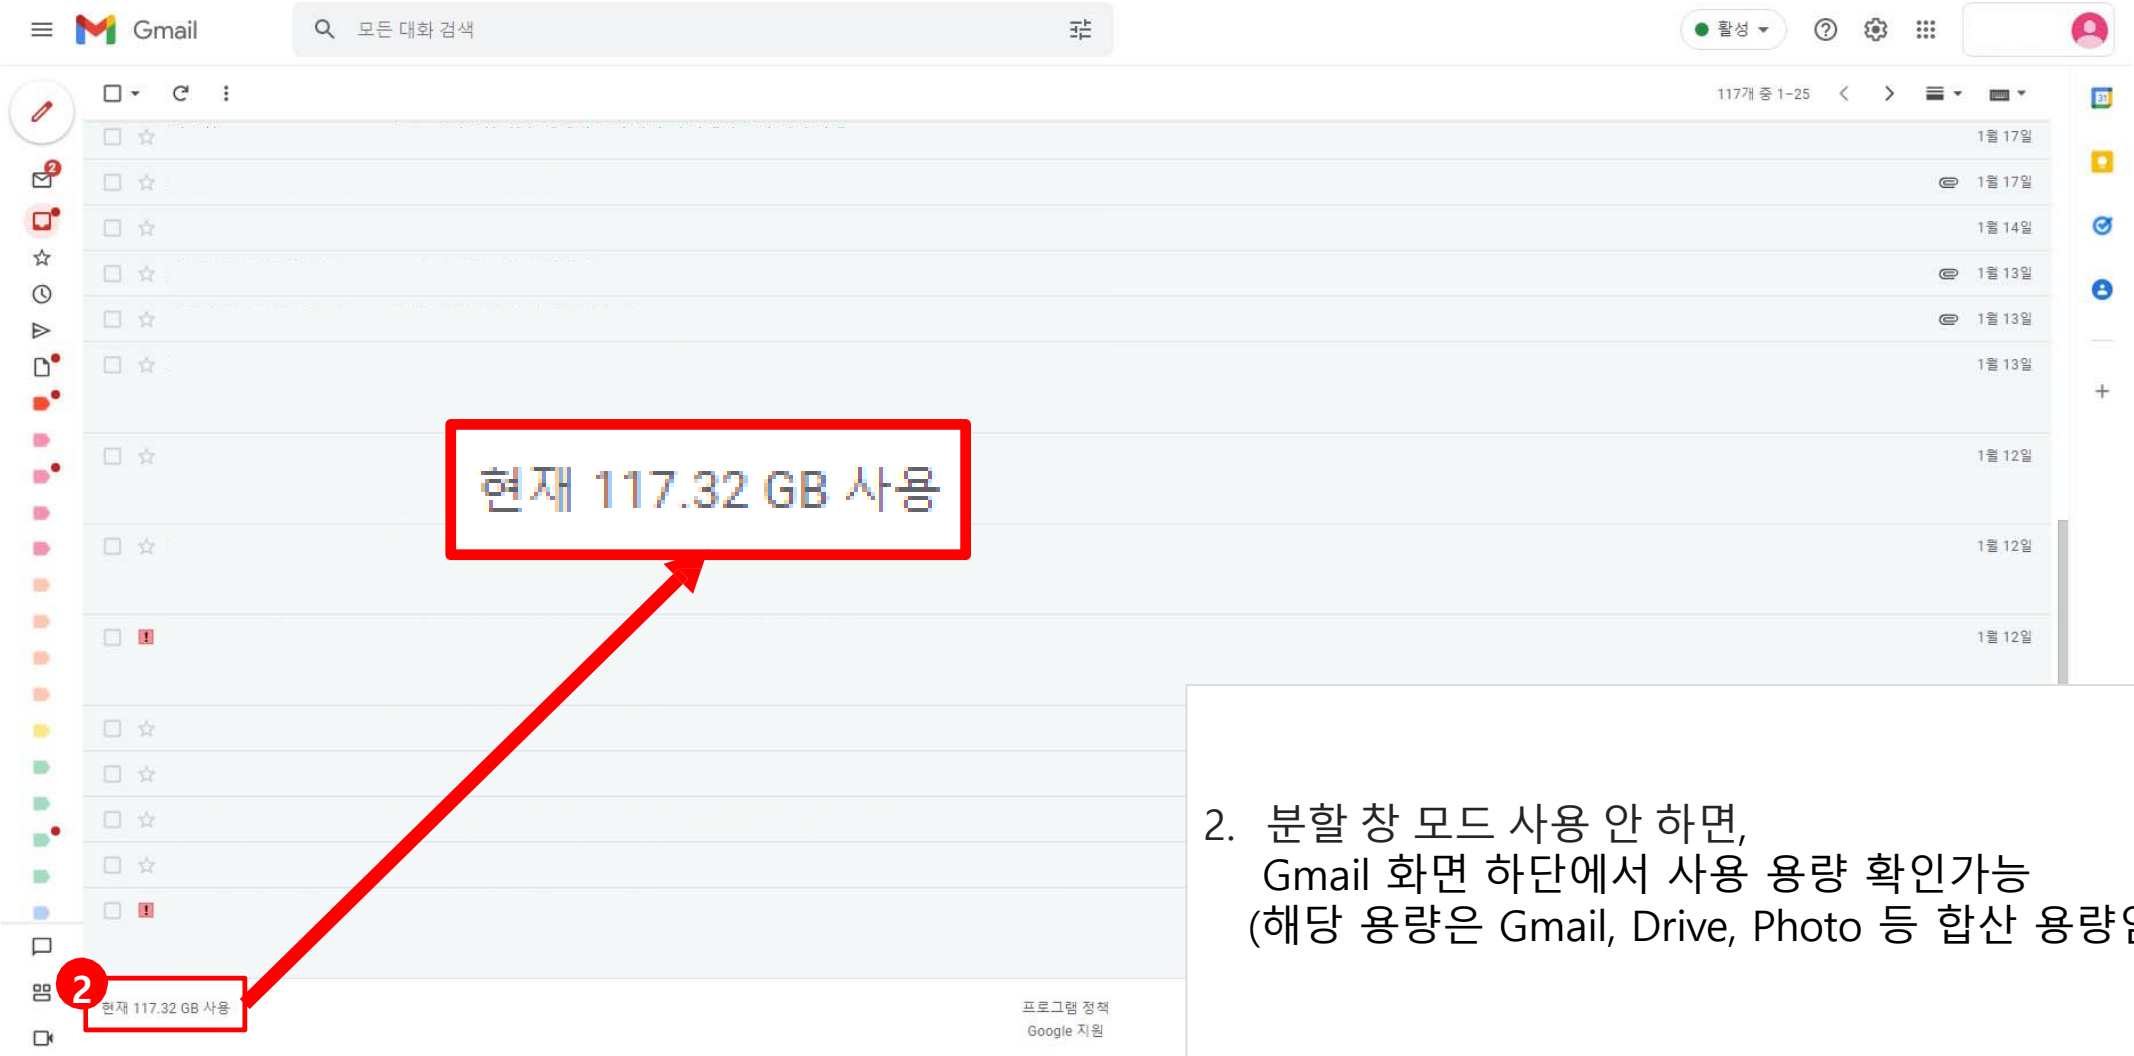 Gmail
모든 대화 검색
활성
117개 중 1–25
31
2
1월 17일
1월 17일
1월 14일
1월 13일
1월 13일
1월 13일
1월 12일
현재 117.32 GB 사용
1월 12일
1월 12일
2. 분할 창 모드 사용 안 하면,
Gmail 화면 하단에서 사용 용량 확인가능
(해당 용량은 Gmail, Drive, Photo 등 합산 용량
2
현재 117.32 GB 사용
프로그램 정책
Google 지원